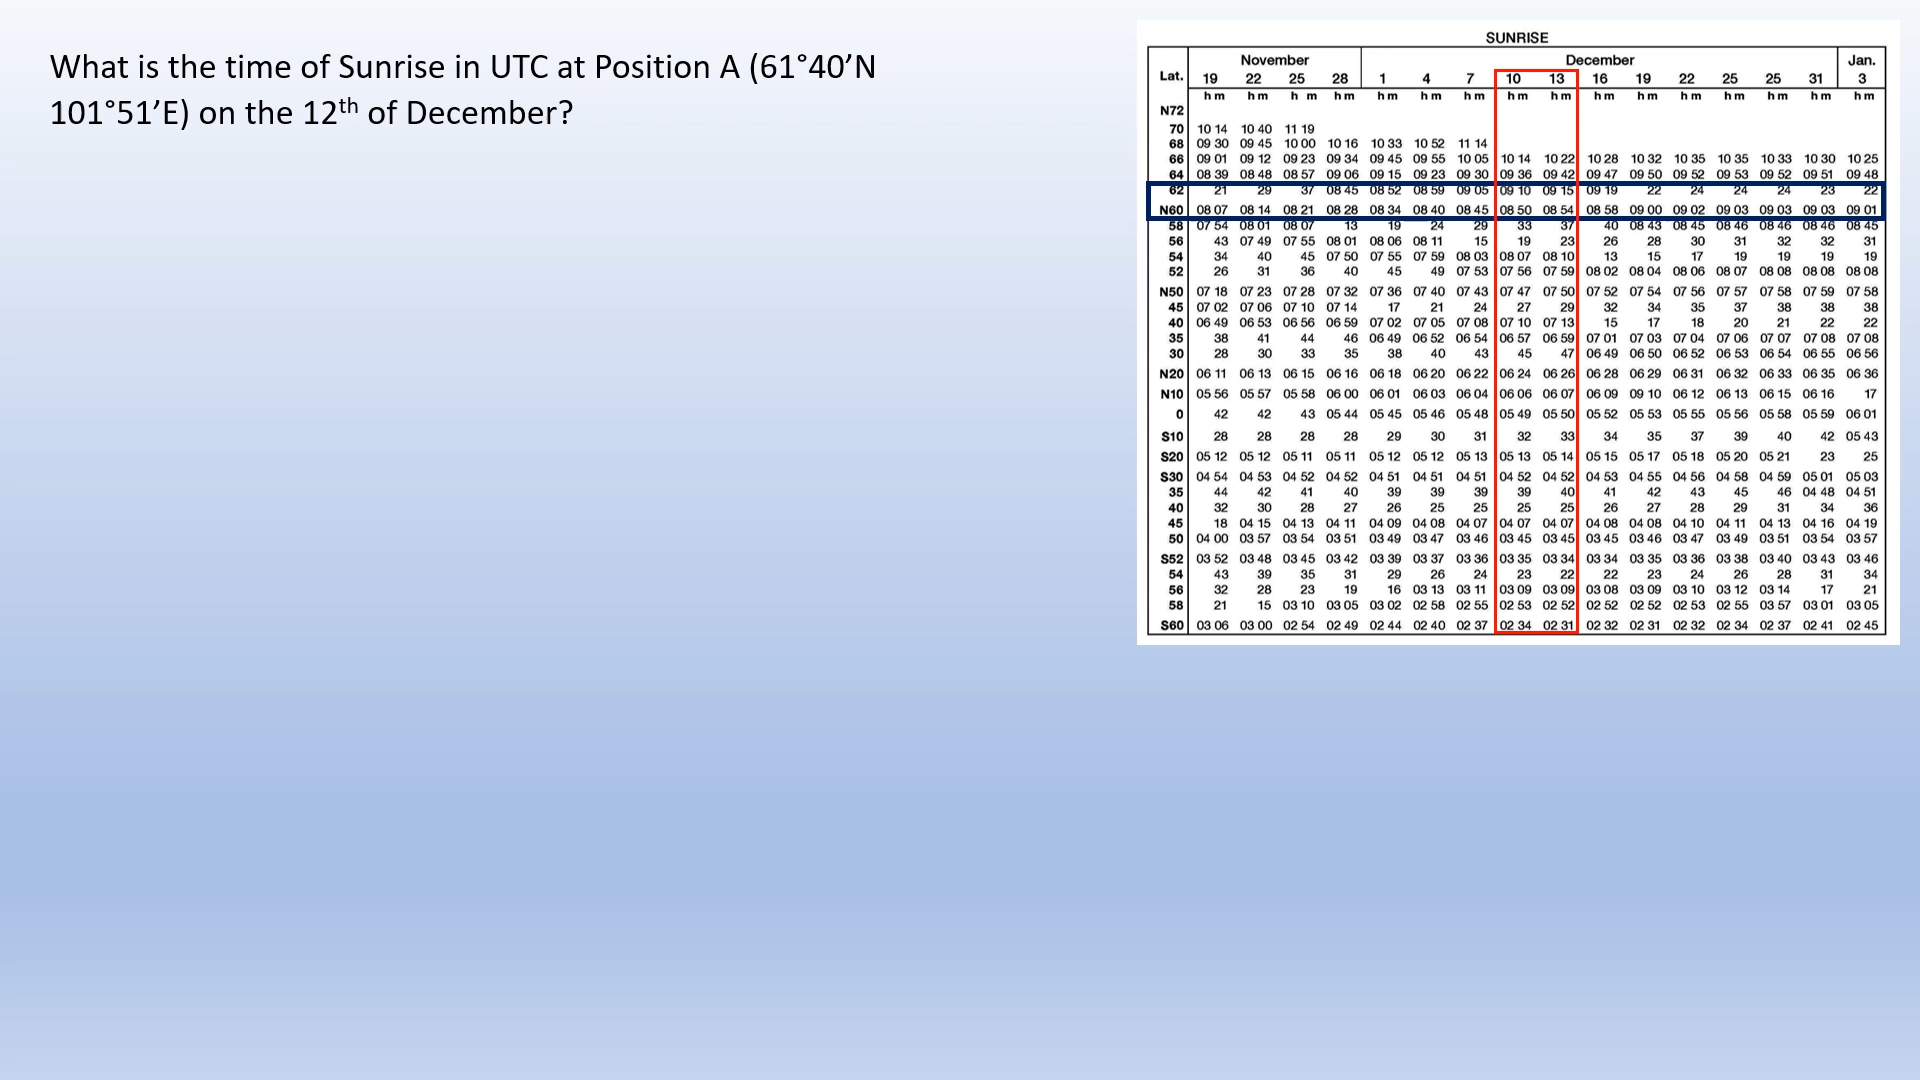 What is the time of Sunrise in UTC at Position A (61°40’N
101°51’E) on the 12th of December?
SUNRISE
November December Jan.
Lat. 19 22 25 28 1 4 7 10 13 16 19 22 25 25 31 3
h m h m h m h m h m h m h m h m h m h m h m h m h m h m h m h m
N72
70 10 14 10 40 11 19
68 09 30 09 45 10 00 10 16 10 33 10 52 11 14
66 09 01 09 12 09 23 09 34 09 45 09 55 10 05 10 14 10 22 10 28 10 32 10 35 10 35 10 33 10 30 10 25
64 08 39 08 48 08 57 09 06 09 15 09 23 09 30 09 36 09 42 09 47 09 50 09 52 09 53 09 52 09 51 09 48
62 21 29 37 08 45 08 52 08 59 09 05 09 10 09 15 09 19 22 24 24 24 23 22
N60 08 07 08 14 08 21 08 28 08 34 08 40 08 45 08 50 08 54 08 58 09 00 09 02 09 03 09 03 09 03 09 01
58 07 54 08 01 08 07 13 19 24 29 33 37 40 08 43 08 45 08 46 08 46 08 46 08 45
56 43 07 49 07 55 08 01 08 06 08 11 15 19 23 26 28 30 31 32 32 31
54 34 40 45 07 50 07 55 07 59 08 03 08 07 08 10 13 15 17 19 19 19 19
52 26 31 36 40 45 49 07 53 07 56 07 59 08 02 08 04 08 06 08 07 08 08 08 08 08 08
N50 07 18 07 23 07 28 07 32 07 36 07 40 07 43 07 47 07 50 07 52 07 54 07 56 07 57 07 58 07 59 07 58
45 07 02 07 06 07 10 07 14 17 21 24 27 29 32 34 35 37 38 38 38
40 06 49 06 53 06 56 06 59 07 02 07 05 07 08 07 10 07 13 15 17 18 20 21 22 22
35 38 41 44 46 06 49 06 52 06 54 06 57 06 59 07 01 07 03 07 04 07 06 07 07 07 08 07 08
30 28 30 33 35 38 40 43 45 47 06 49 06 50 06 52 06 53 06 54 06 55 06 56
N20 06 11 06 13 06 15 06 16 06 18 06 20 06 22 06 24 06 26 06 28 06 29 06 31 06 32 06 33 06 35 06 36
N10 05 56 05 57 05 58 06 00 06 01 06 03 06 04 06 06 06 07 06 09 09 10 06 12 06 13 06 15 06 16 17
0 42 42 43 05 44 05 45 05 46 05 48 05 49 05 50 05 52 05 53 05 55 05 56 05 58 05 59 06 01
S10 28 28 28 28 29 30 31 32 33 34 35 37 39 40 42 05 43
S20 05 12 05 12 05 11 05 11 05 12 05 12 05 13 05 13 05 14 05 15 05 17 05 18 05 20 05 21 23 25
S30 04 54 04 53 04 52 04 52 04 51 04 51 04 51 04 52 04 52 04 53 04 55 04 56 04 58 04 59 05 01 05 03
35 44 42 41 40 39 39 39 39 40 41 42 43 45 46 04 48 04 51
40 32 30 28 27 26 25 25 25 25 26 27 28 29 31 34 36
45 18 04 15 04 13 04 11 04 09 04 08 04 07 04 07 04 07 04 08 04 08 04 10 04 11 04 13 04 16 04 19
50 04 00 03 57 03 54 03 51 03 49 03 47 03 46 03 45 03 45 03 45 03 46 03 47 03 49 03 51 03 54 03 57
S52 03 52 03 48 03 45 03 42 03 39 03 37 03 36 03 35 03 34 03 34 03 35 03 36 03 38 03 40 03 43 03 46
54 43 39 35 31 29 26 24 23 22 22 23 24 26 28 31 34
56 32 28 23 19 16 03 13 03 11 03 09 03 09 03 08 03 09 03 10 03 12 03 14 17 21
58 21 15 03 10 03 05 03 02 02 58 02 55 02 53 02 52 02 52 02 52 02 53 02 55 03 57 03 01 03 05
S60 03 06 03 00 02 54 02 49 02 44 02 40 02 37 02 34 02 31 02 32 02 31 02 32 02 34 02 37 02 41 02 45